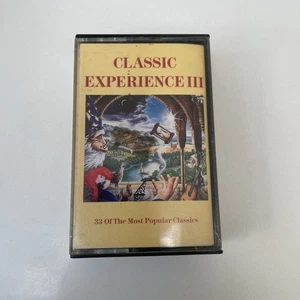 CLASSIC
EXPERIENCE III
33 Of The Most Popular Classics